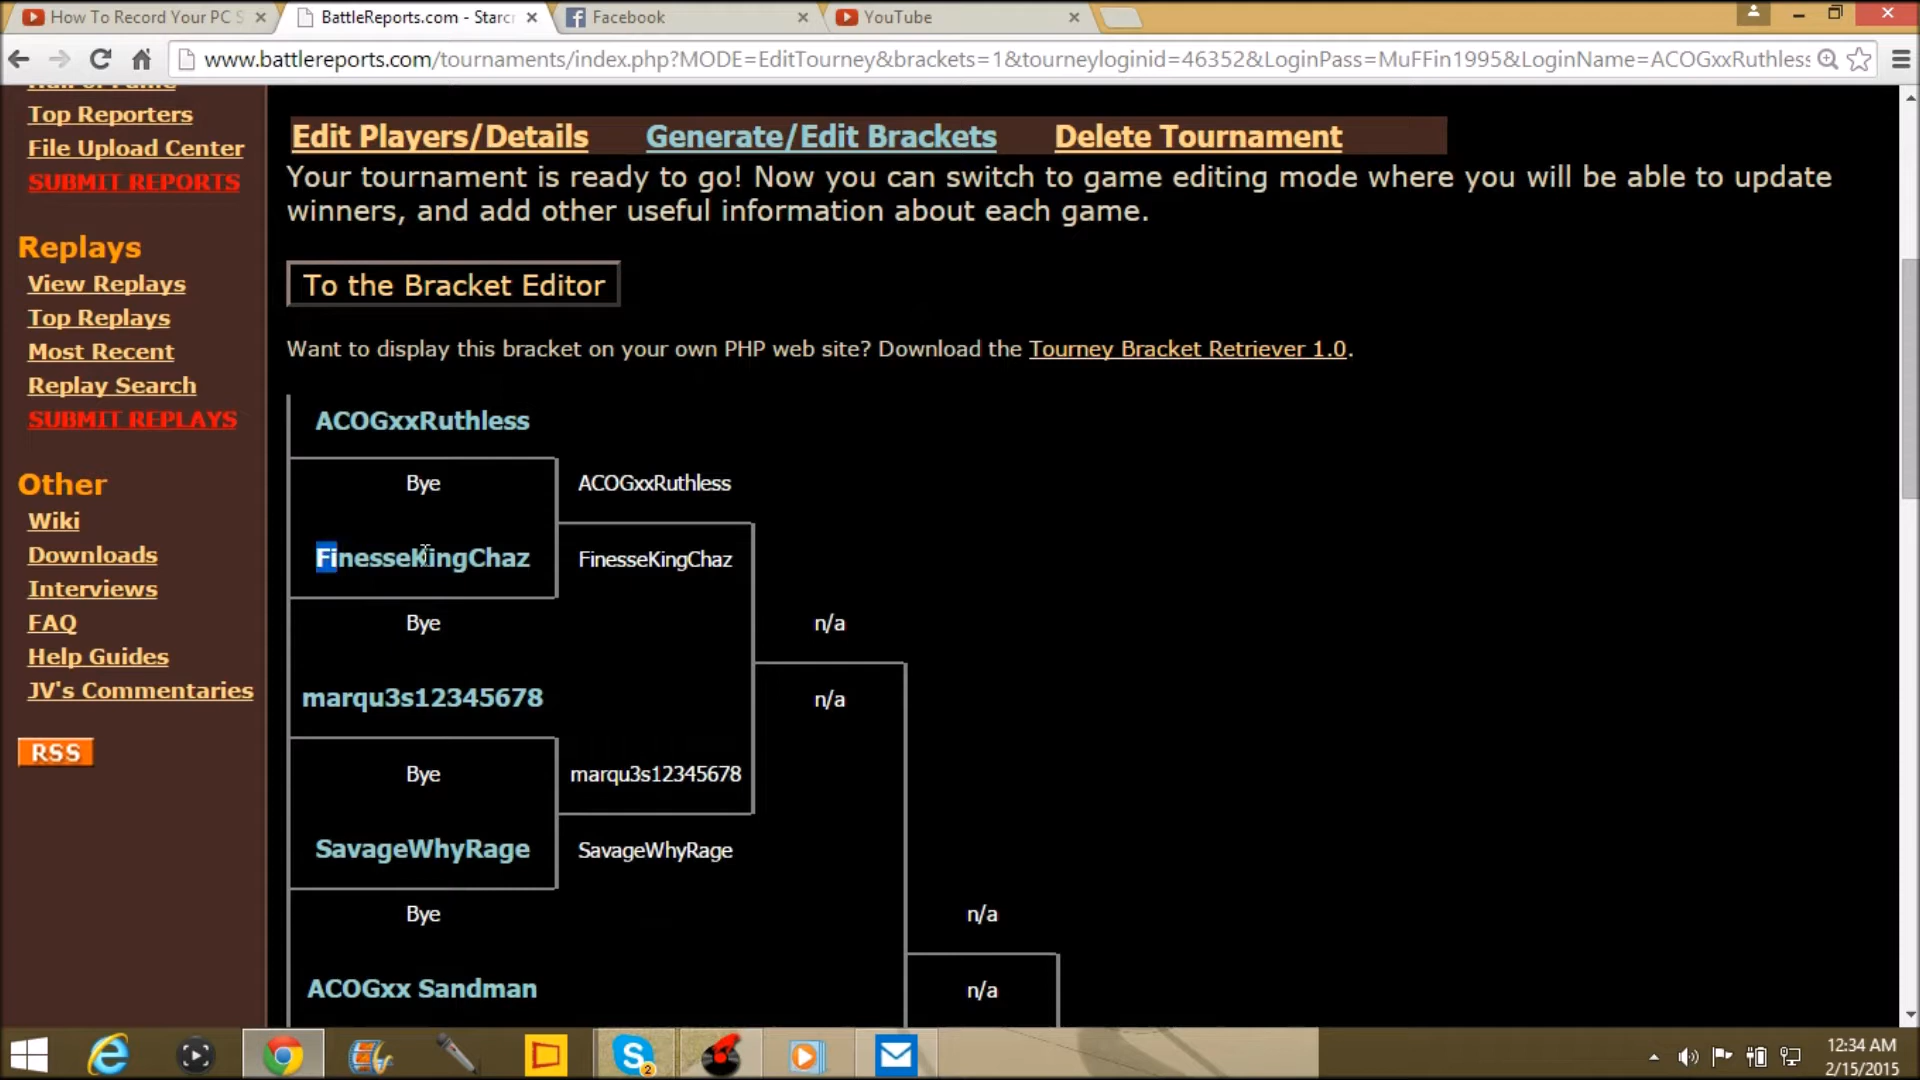 How To Record Your PC S
BattleReports.com - Starcr
Facebook
YouTube
www.battlereports.com/tournaments/index.php?MODE=EditTourney&brackets=1&tourneyloginid=46352&LoginPass=MuFFin1995&LoginName=ACOGxxRuthless
Top Reporters
File Upload Center
SUBMIT REPORTS
Replays
View Replays
Top Replays
Most Recent
Replay Search
SUBMIT REPLAYS
Other
Wiki
Downloads
Interviews
FAQ
Help Guides
JV's Commentaries
RSS
Edit Players/Details
Generate/Edit Brackets
Delete Tournament
Your tournament is ready to go! Now you can switch to game editing mode where you will be able to update
winners, and add other useful information about each game.
To the Bracket Editor
Want to display this bracket on your own PHP web site? Download the Tourney Bracket Retriever 1.0.
ACOGxxRuthless
Bye
ACOGxxRuthless
FinesseKingChaz
FinesseKingChaz
Bye
n/a
marqu3s12345678
n/a
Bye
marqu3s12345678
SavageWhyRage
SavageWhyRage
Bye
n/a
ACOGxx Sandman
n/a
2
12:34 AM
2/15/2015